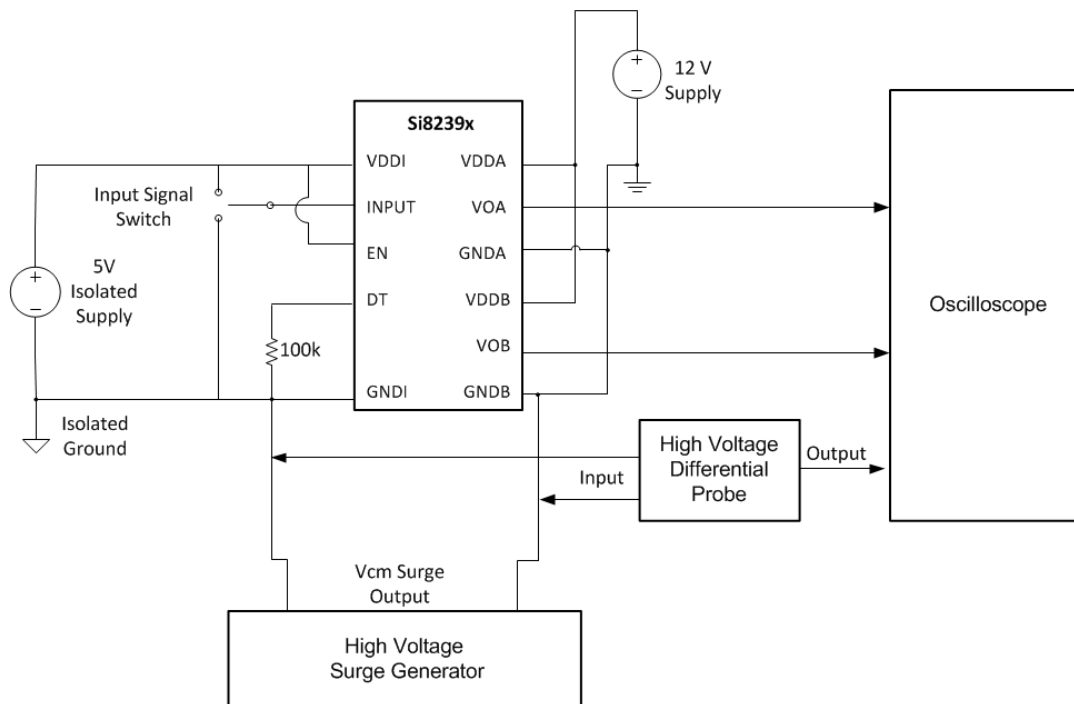 12 V
Supply
Si8239x
VDDI
VDDA
Input Signal
Switch
INPUT
VOA
EN
GNDA
5V
Isolated
Supply
+
−
+
−
DT
VDDB
Oscilloscope
100k
VOB
GNDI
GNDB
Isolated
Ground
High Voltage
Differential
Probe
Input
Output
Vcm Surge
Output
High Voltage
Surge Generator